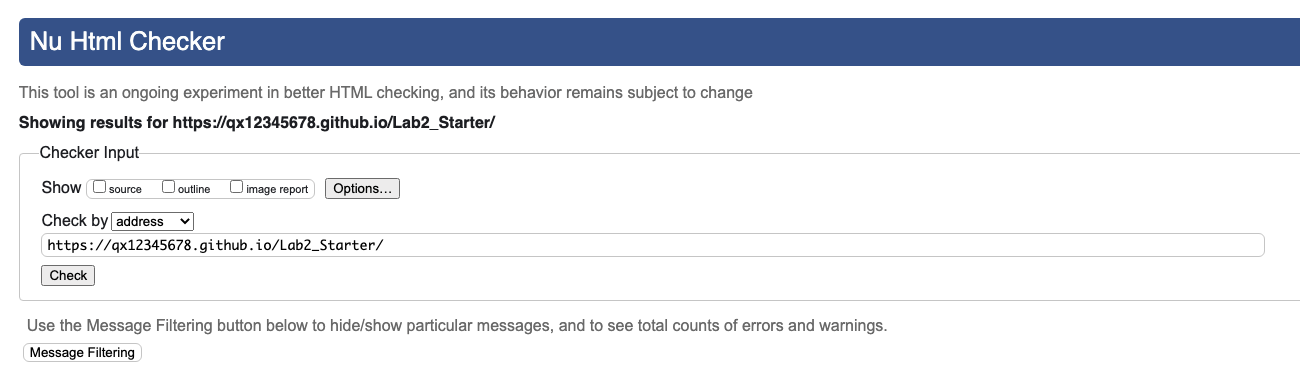 Nu Html Checker
This tool is an ongoing experiment in better HTML checking, and its behavior remains subject to change
Showing results for https://qx12345678.github.io/Lab2_Starter/
Checker Input
Show source outline image report Options…
Check by address
https://qx12345678.github.io/Lab2_Starter/
Check
Use the Message Filtering button below to hide/show particular messages, and to see total counts of errors and warnings.
Message Filtering